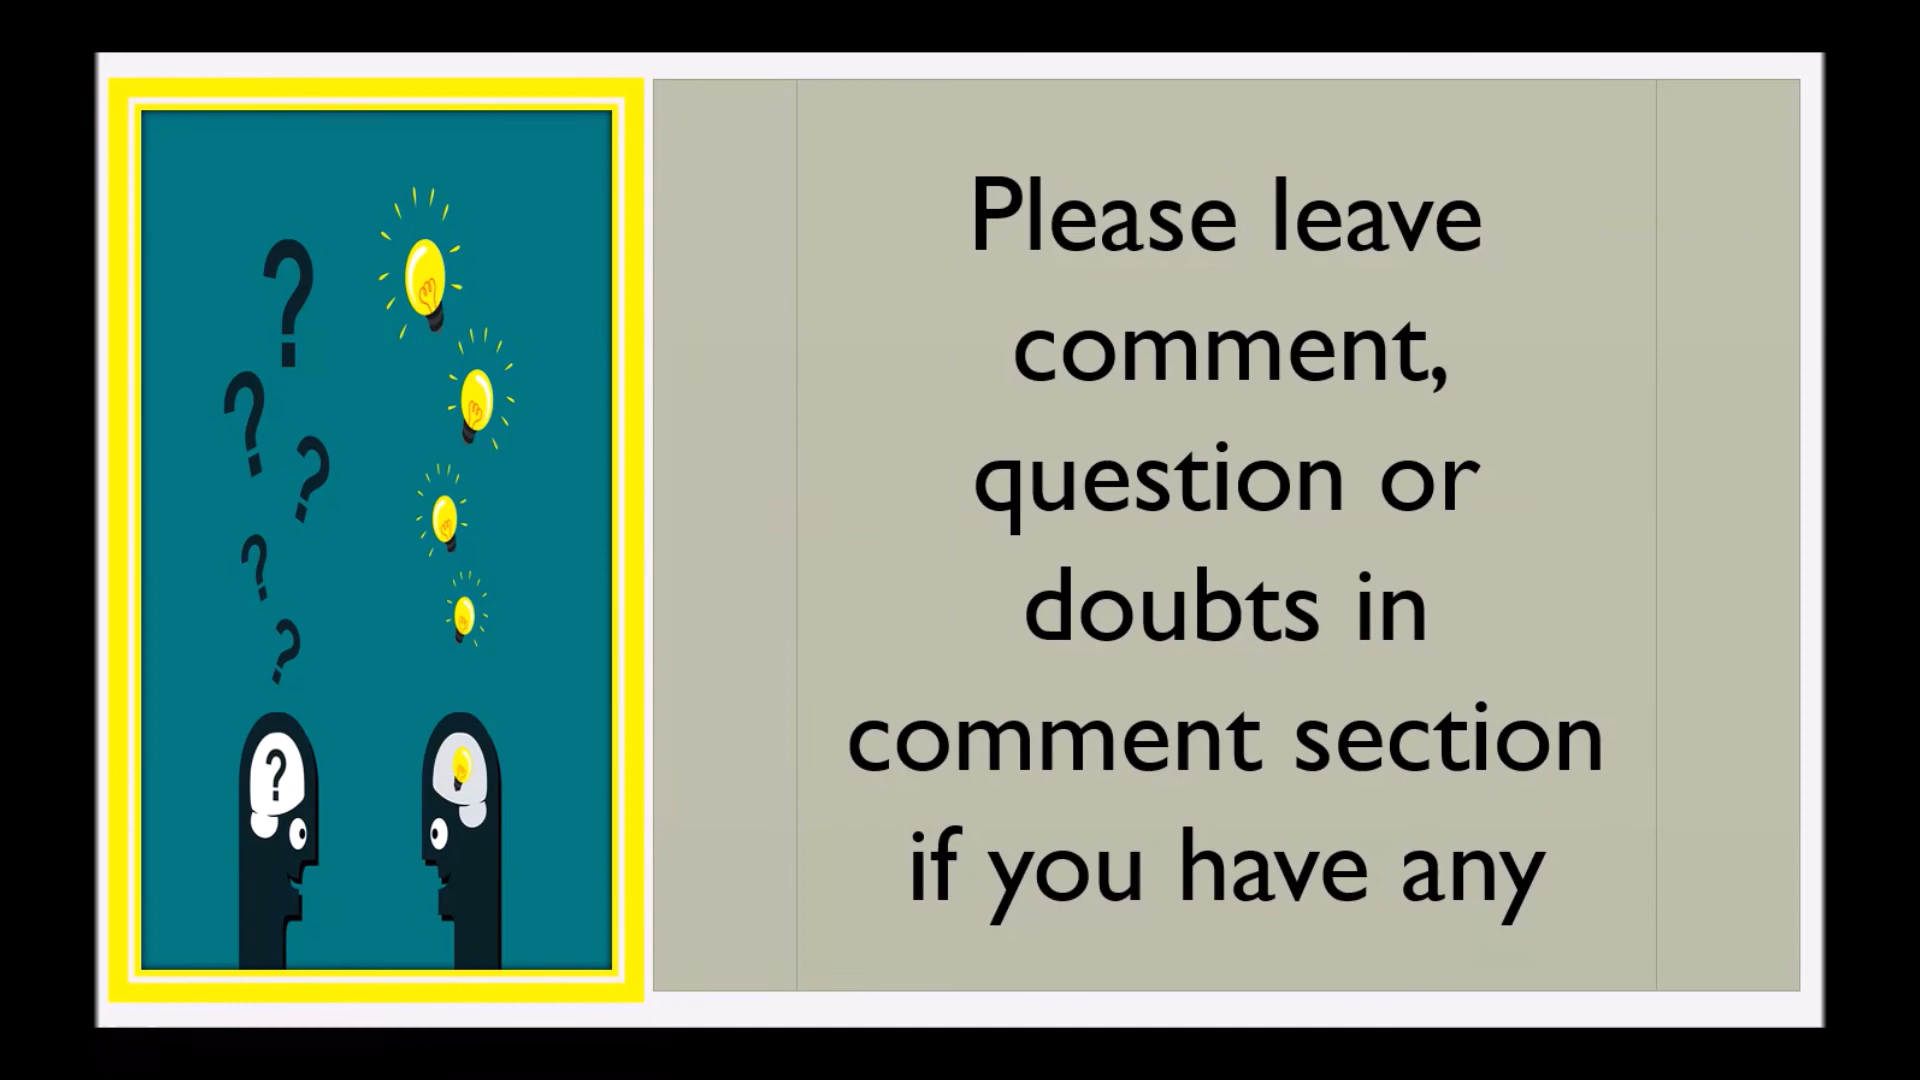 Please leave
comment,
question or
doubts in
comment section
if you have any